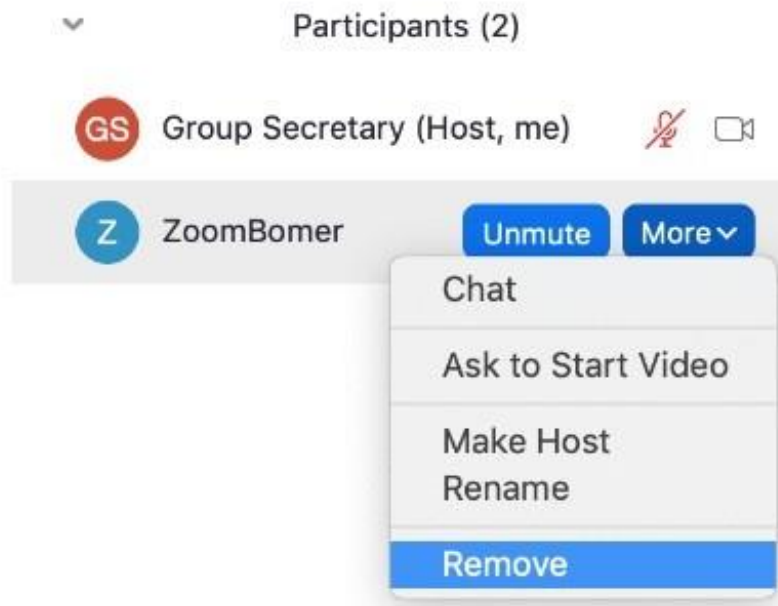 Participants (2)
GS Group Secretary (Host, me)
Z ZoomBomer Unmute More
Chat
Ask to Start Video
Make Host
Rename
Remove